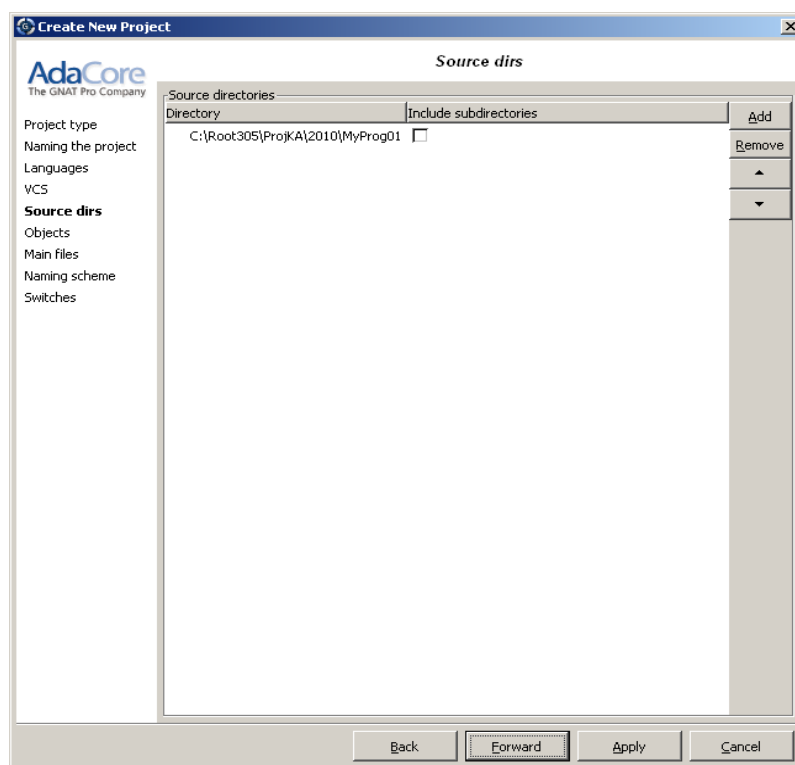 Create New Project
AdaCore
The GNAT Pro Company
Project type
Naming the project
Languages
VCS
Source dirs
Objects
Main files
Naming scheme
Switches
Source dirs
Source directories
Directory Include subdirectories
C:\Root305\ProjKA\2010\MyProg01
Add
Remove
Back Forward Apply Cancel